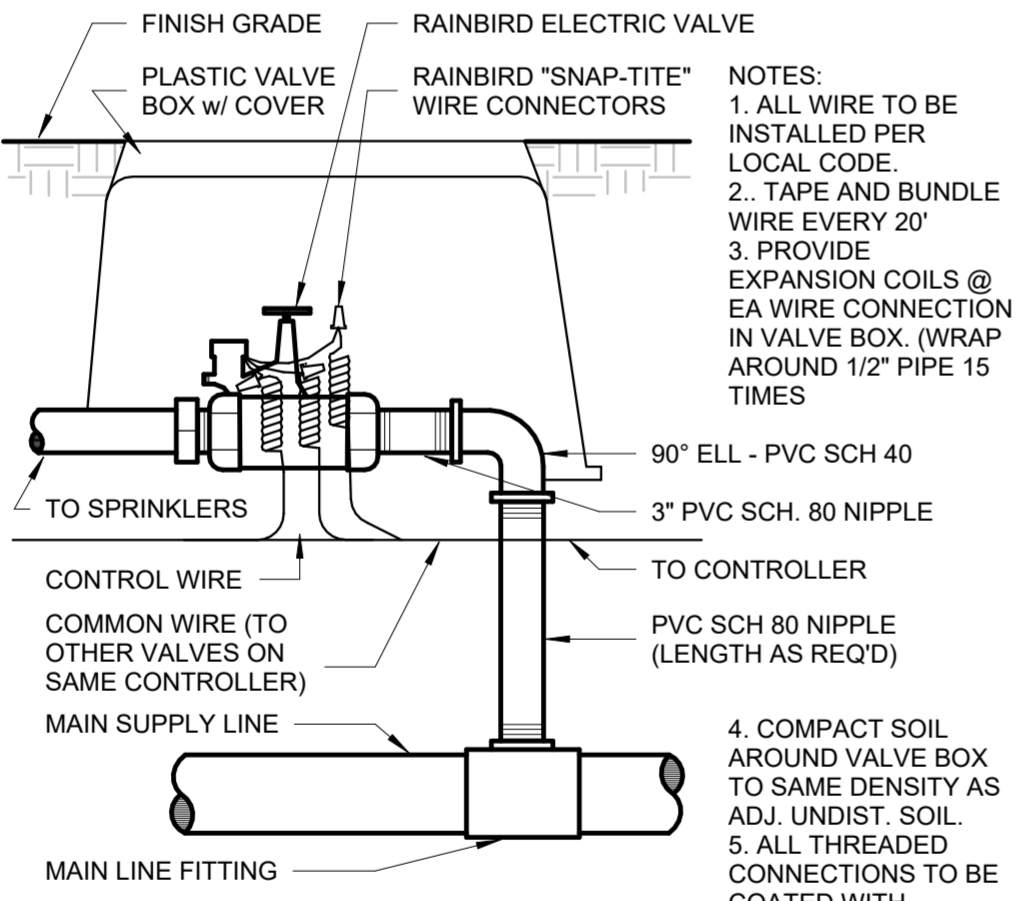 FINISH GRADE
RAINBIRD ELECTRIC VALVE
PLASTIC VALVE
BOX w/ COVER
RAINBIRD "SNAP-TITE"
WIRE CONNECTORS
NOTES:
1. ALL WIRE TO BE
INSTALLED PER
LOCAL CODE.
2.. TAPE AND BUNDLE
WIRE EVERY 20'
3. PROVIDE
EXPANSION COILS @
EA WIRE CONNECTION
IN VALVE BOX. (WRAP
AROUND 1/2" PIPE 15
TIMES
90° ELL - PVC SCH 40
TO SPRINKLERS
3" PVC SCH. 80 NIPPLE
CONTROL WIRE
TO CONTROLLER
COMMON WIRE (TO
OTHER VALVES ON
SAME CONTROLLER)
PVC SCH 80 NIPPLE
(LENGTH AS REQ'D)
MAIN SUPPLY LINE
MAIN LINE FITTING
4. COMPACT SOIL
AROUND VALVE BOX
TO SAME DENSITY AS
ADJ. UNDIST. SOIL.
5. ALL THREADED
CONNECTIONS TO BE
COATED WITH